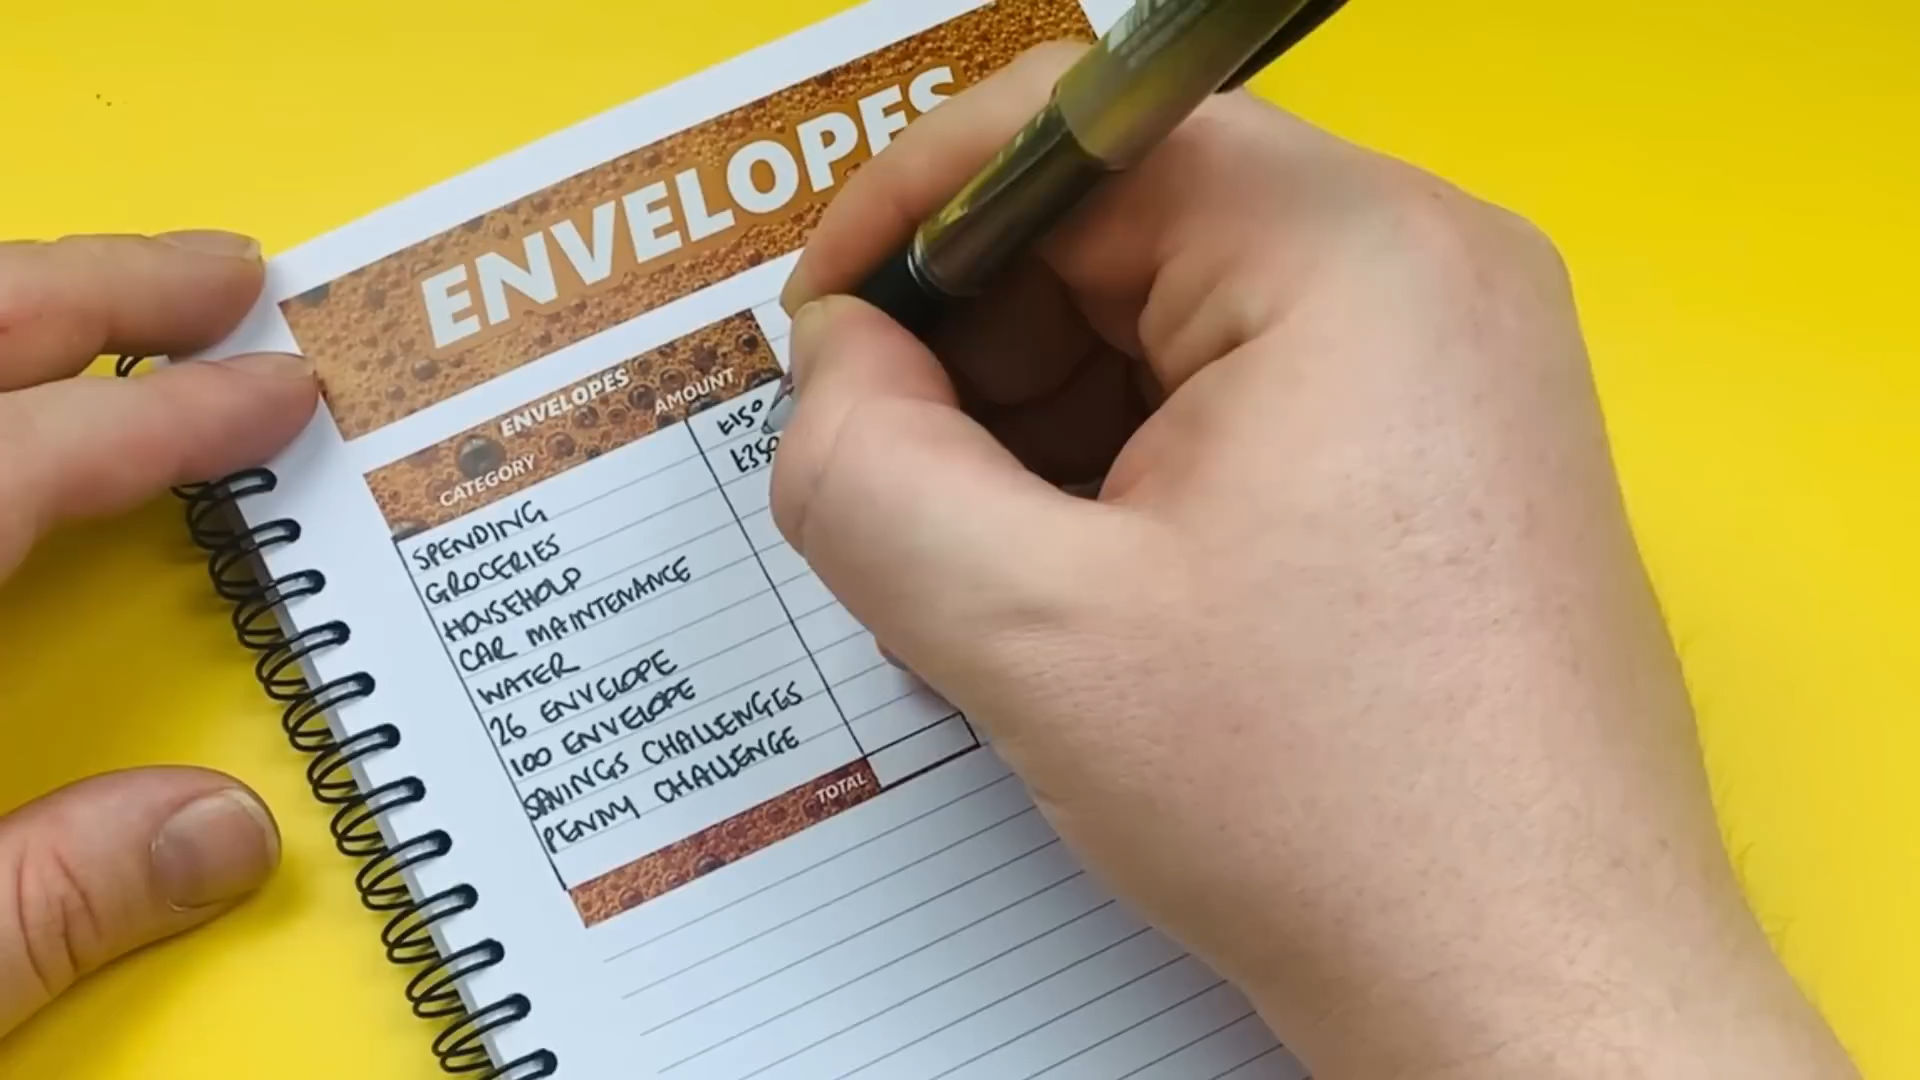 ENVELOPES
ENVELOPES
CATEGORY AMOUNT
SPENDING £150
GROCERIES £350
HOUSEHOLD
CAR MAINTENANCE
WATER
26 ENVELOPE
100 ENVELOPE
SAVINGS CHALLENGES
PENNY CHALLENGE
TOTAL